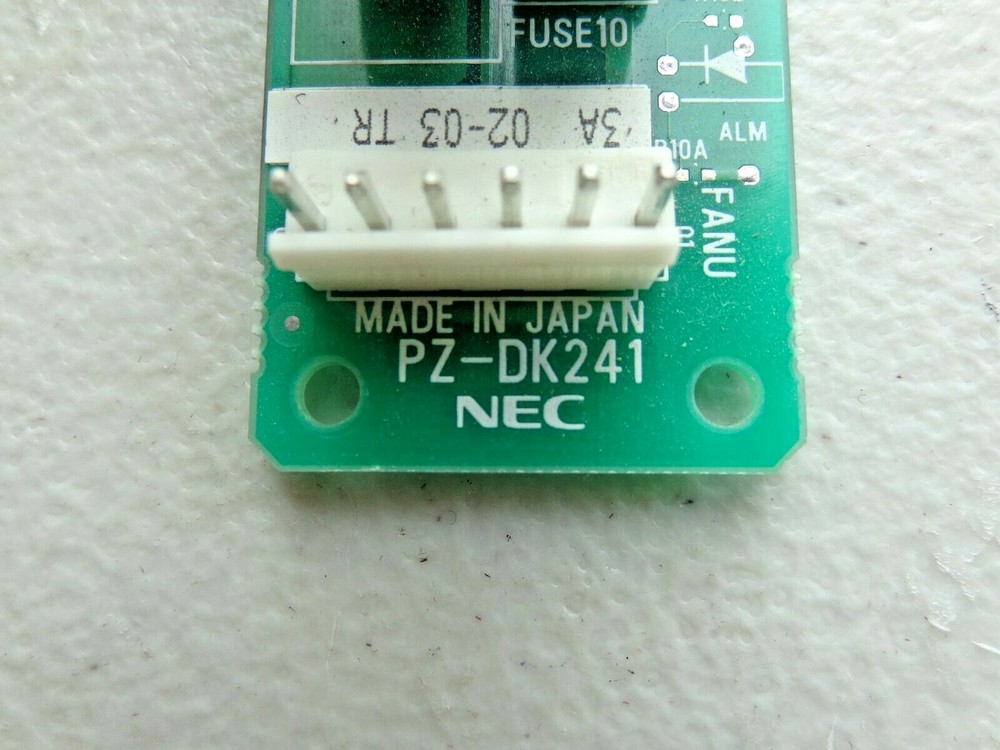 FUSE10
3A 02-03 TR
ALM
R10A
FANU
MADE IN JAPAN
PZ-DK241
NEC